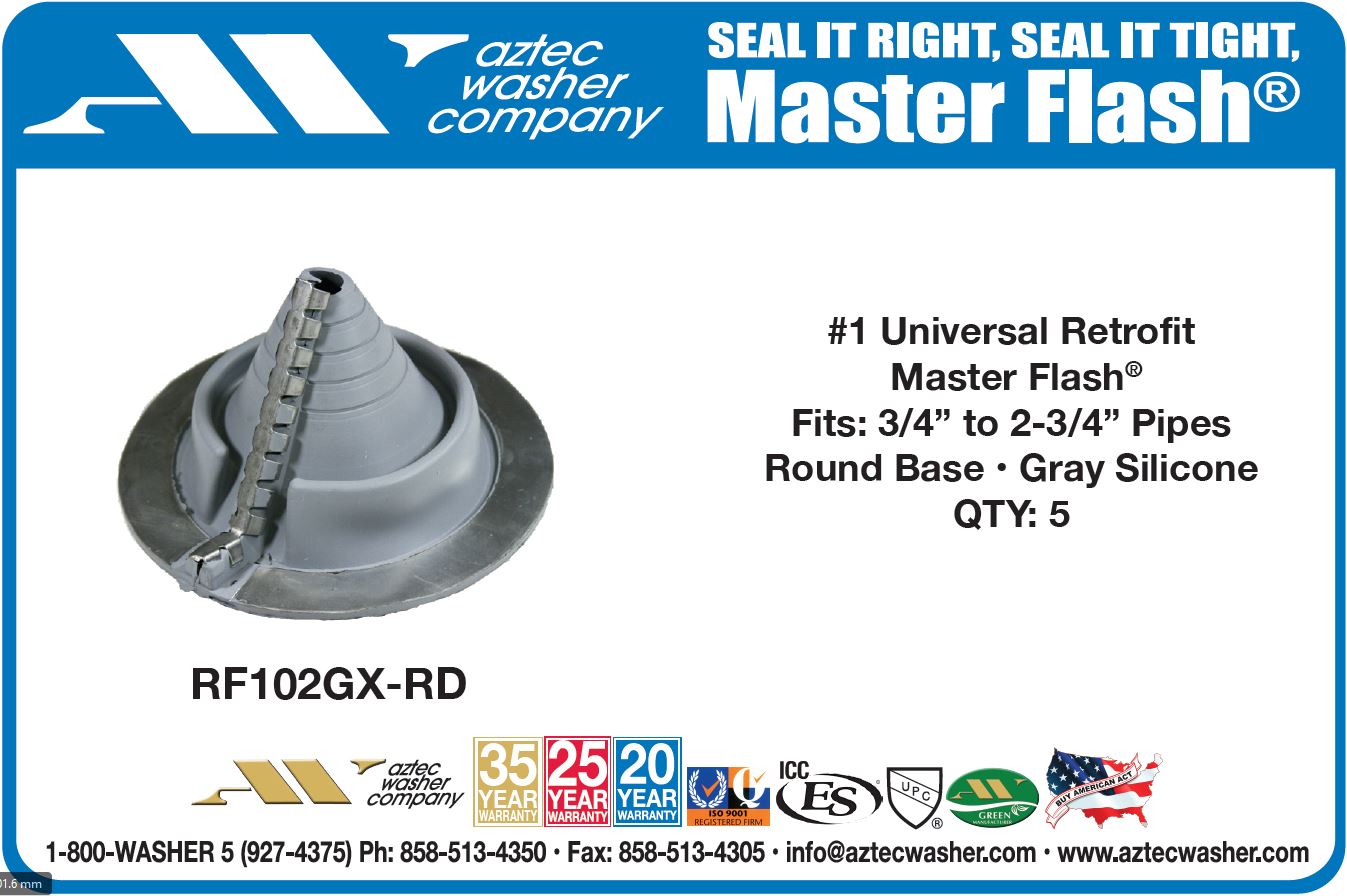 aztec
washer
company
SEAL IT RIGHT, SEAL IT TIGHT,
Master Flash®
#1 Universal Retrofit
Master Flash®
Fits: 3/4” to 2-3/4” Pipes
Round Base • Gray Silicone
QTY: 5
RF102GX-RD
aztec
washer
company
35
YEAR
WARRANTY
25
YEAR
WARRANTY
20
YEAR
WARRANTY
Q
ISO 9001
REGISTERED FIRM
ICC
ES®
UPC®
GREEN
MANUFACTURER
BUY AMERICAN ACT
1-800-WASHER 5 (927-4375) Ph: 858-513-4350 • Fax: 858-513-4305 • info@aztecwasher.com • www.aztecwasher.com